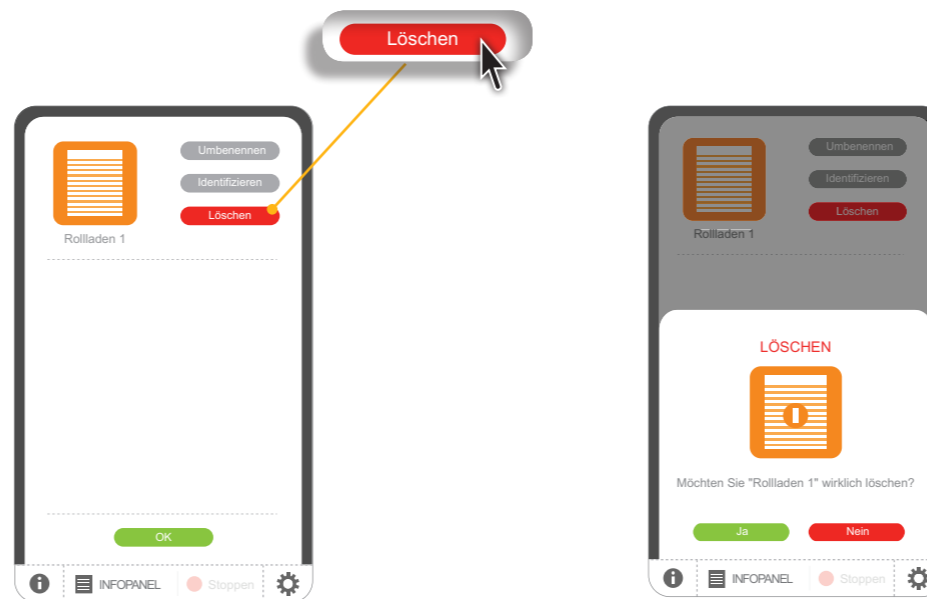 Löschen
Umbenennen
Identifizieren
Löschen
Rollladen 1
OK
INFOPANEL
Stoppen
Umbenennen
Identifizieren
Löschen
Rollladen 1
LÖSCHEN
Möchten Sie "Rollladen 1" wirklich löschen?
Ja Nein
INFOPANEL
Stoppen